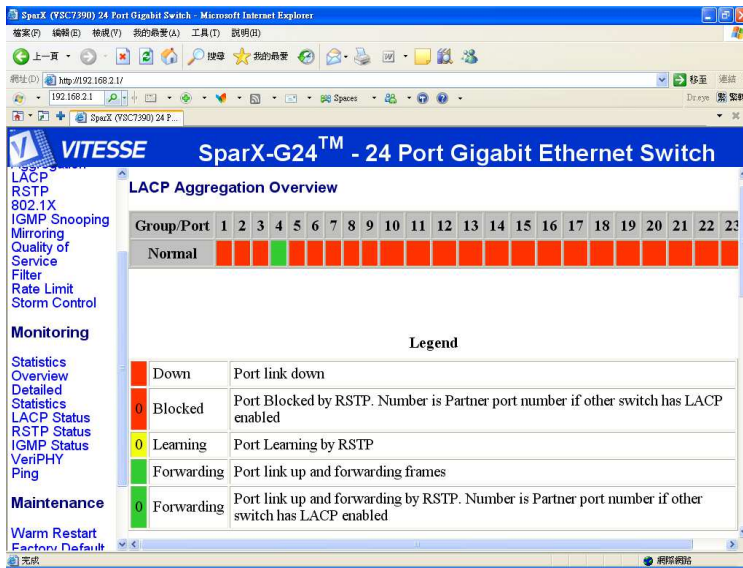 SparX (VSC7390) 24 Port Gigabit Switch - Microsoft Internet Explorer
檔案(F) 編輯(E) 檢視(V) 我的最愛(A) 工具(T) 說明(H)
上一頁 搜尋 我的最愛
網址(D) http://192.168.2.1/ 移至 連結
192.168.2.1 Spaces Dr.eye 繁
SparX (VSC7390) 24 P...
VITESSE SparX-G24TM - 24 Port Gigabit Ethernet Switch
Aggregation
LACP
RSTP
802.1X
IGMP Snooping
Mirroring
Quality of
Service
Filter
Rate Limit
Storm Control
Monitoring
Statistics
Overview
Detailed
Statistics
LACP Status
RSTP Status
IGMP Status
VeriPHY
Ping
Maintenance
Warm Restart
Factory Default
LACP Aggregation Overview
Group/Port 1 2 3 4 5 6 7 8 9 10 11 12 13 14 15 16 17 18 19 20 21 22 23
Normal
Legend
Down Port link down
0 Blocked Port Blocked by RSTP. Number is Partner port number if other switch has LACP
enabled
0 Learning Port Learning by RSTP
Forwarding Port link up and forwarding frames
0 Forwarding Port link up and forwarding by RSTP. Number is Partner port number if other
switch has LACP enabled
完成 網際網路